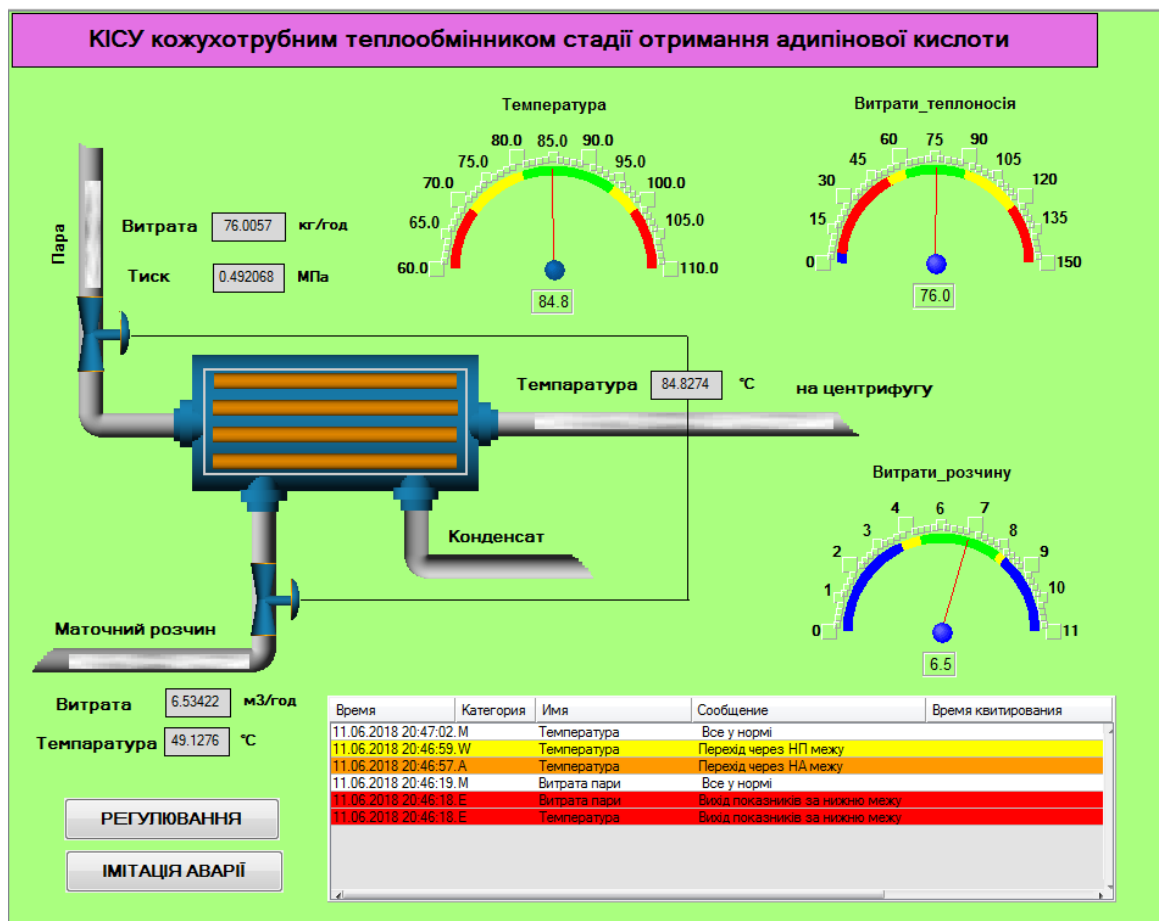 КІСУ кожухотрубним теплообмінником стадії отримання адипінової кислоти
Температура
60.0 65.0 70.0 75.0 80.0 85.0 90.0 95.0 100.0 105.0 110.0
84.8
Витрати_теплоносія
0 15 30 45 60 75 90 105 120 135 150
76.0
Пара
Витрата 76.0057 кг/год
Тиск 0.492068 МПа
Темпаратура 84.8274 °C
на центрифугу
Конденсат
Витрати_розчину
0 1 2 3 4 6 7 8 9 10 11
6.5
Маточний розчин
Витрата 6.53422 м3/год
Темпаратура 49.1276 °C
РЕГУЛЮВАННЯ
ІМІТАЦІЯ АВАРІЇ
Время Категория Имя Сообщение Время квитирования
11.06.2018 20:47:02. M Температура Все у нормі
11.06.2018 20:46:59. W Температура Перехід через НП межу
11.06.2018 20:46:57. A Температура Перехід через НА межу
11.06.2018 20:46:19. M Витрата пари Все у нормі
11.06.2018 20:46:18. E Витрата пари Вихід показників за нижню межу
11.06.2018 20:46:18. E Температура Вихід показників за нижню межу